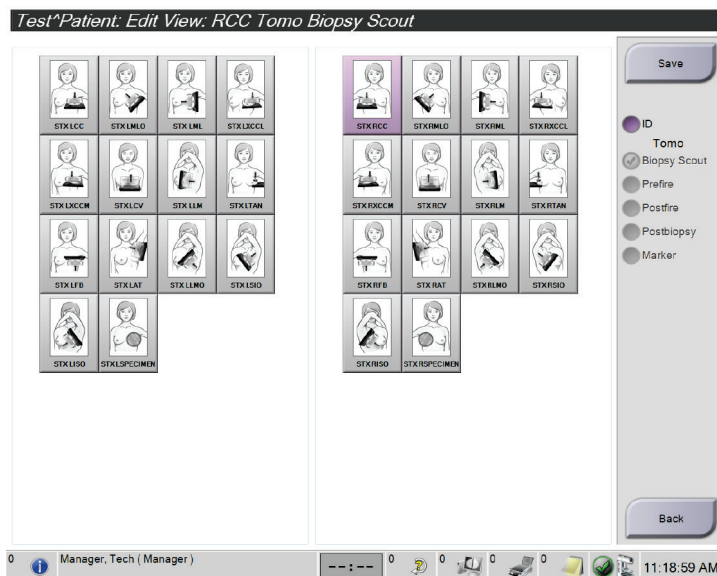 Test^Patient: Edit View: RCC Tomo Biopsy Scout
STX LCC STX LMLO STX LML STX LXCCL
STX LXCCM STX LCV STX LLM STX LTAN
STX LFB STX LAT STX LLMO STX LSIO
STX LISO STX LSPECIMEN
STX RCC STX RMLO STX RML STX RXCCL
STX RXCCM STX RCV STX RLM STX RTAN
STX RFB STX RAT STX RLMO STX RSIO
STX RISO STX RSPECIMEN
Save
ID
Tomo
Biopsy Scout
Prefire
Postfire
Postbiopsy
Marker
Back
0 Manager, Tech ( Manager ) --:-- 0 0 0 0 11:18:59 AM